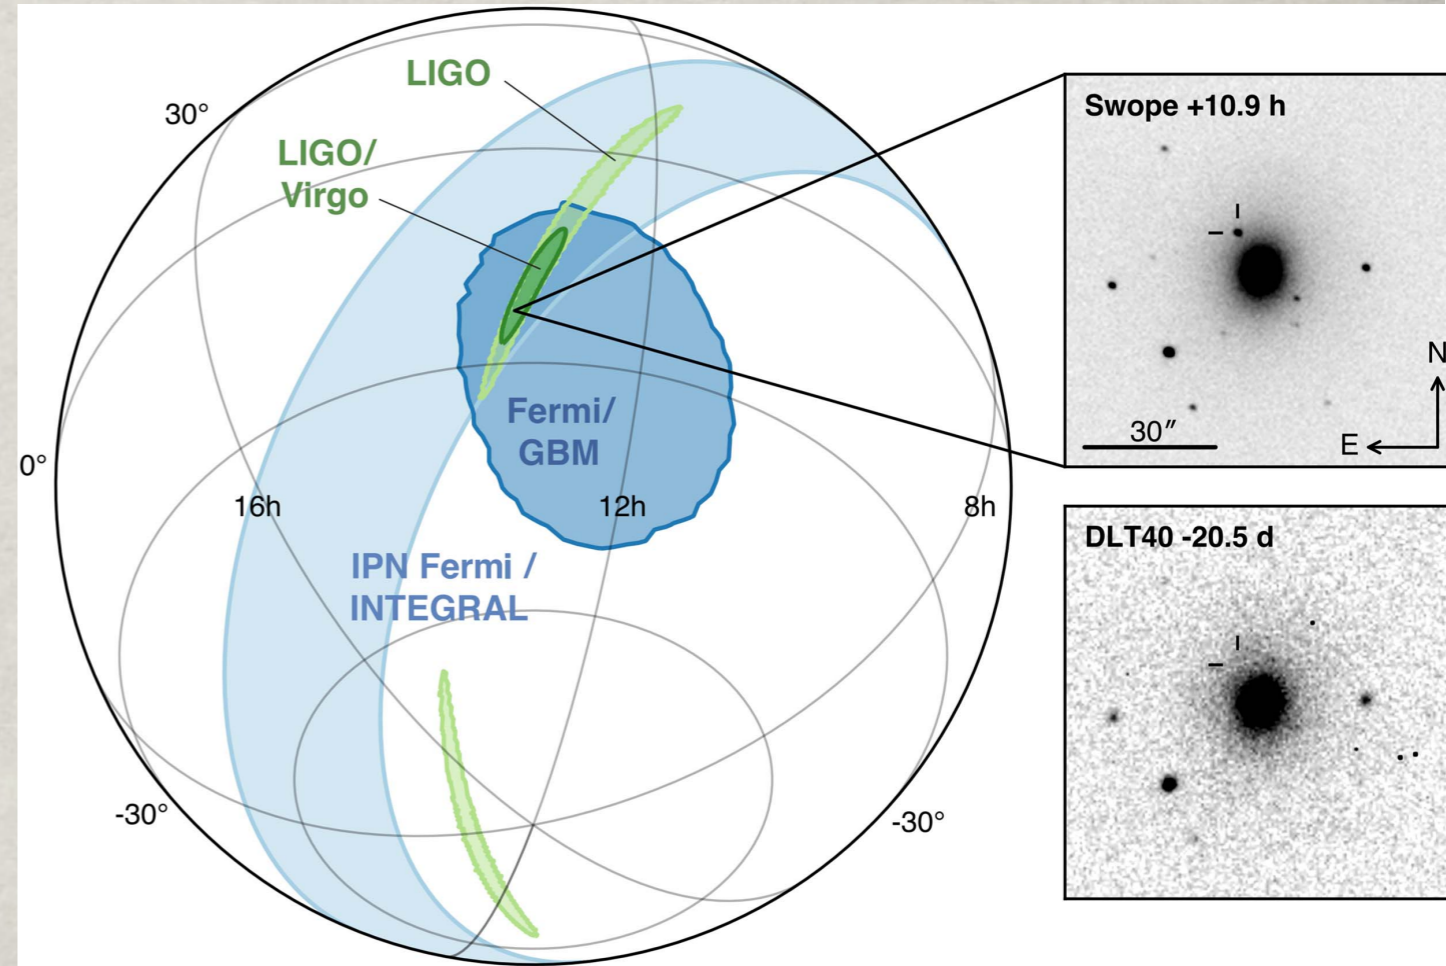 LIGO
30°
LIGO/
Virgo
Swope +10.9 h
N
30″
E
Fermi/
GBM
0°
16h
12h
8h
DLT40 -20.5 d
IPN Fermi /
INTEGRAL
-30°
-30°